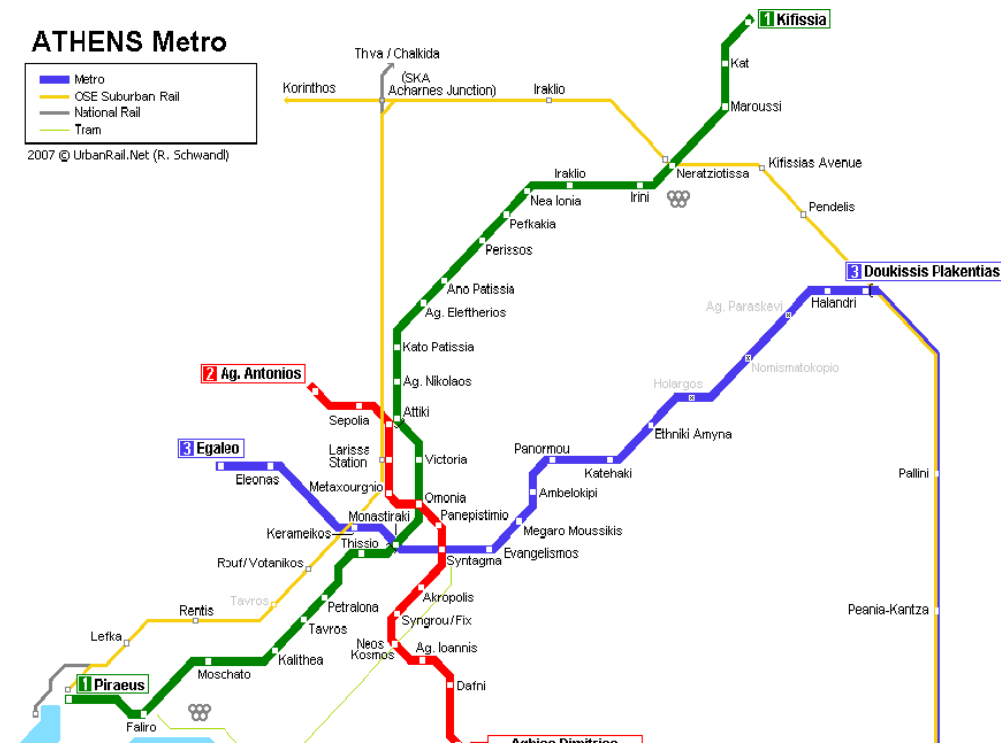 ATHENS Metro
Metro
OSE Suburban Rail
National Rail
Tram
2007 © UrbanRail.Net (R. Schwandl)
Thva / Chalkida
(SKA
Acharnes Junction)
Korinthos
Iraklio
1 Kifissia
Kat
Maroussi
Neratziotissa
Kifissias Avenue
Pendelis
Iraklio
Irini
Nea Ionia
Pefkakia
Perissos
3 Doukissis Plakentias
Halandri
Ag. Paraskevi
Nomismatokopio
Holargos
Ano Patissia
Ag. Eleftherios
Kato Patissia
Ag. Nikolaos
2 Ag. Antonios
Sepolia
Attiki
Ethniki Amyna
3 Egaleo
Eleonas
Larissa
Station
Victoria
Panormou
Katehaki
Pallini
Metaxourghio
Omonia
Ambelokipi
Monastiraki
Panepistimio
Megaro Moussikis
Kerameikos
Thissio
Syntagma
Evangelismos
Rouf/Votanikos
Tavros
Petralona
Akropolis
Rentis
Tavros
Syngrou/Fix
Peania-Kantza
Lefka
Kalithea
Neos
Kosmos
Ag. Ioannis
Moschato
Dafni
1 Piraeus
Faliro